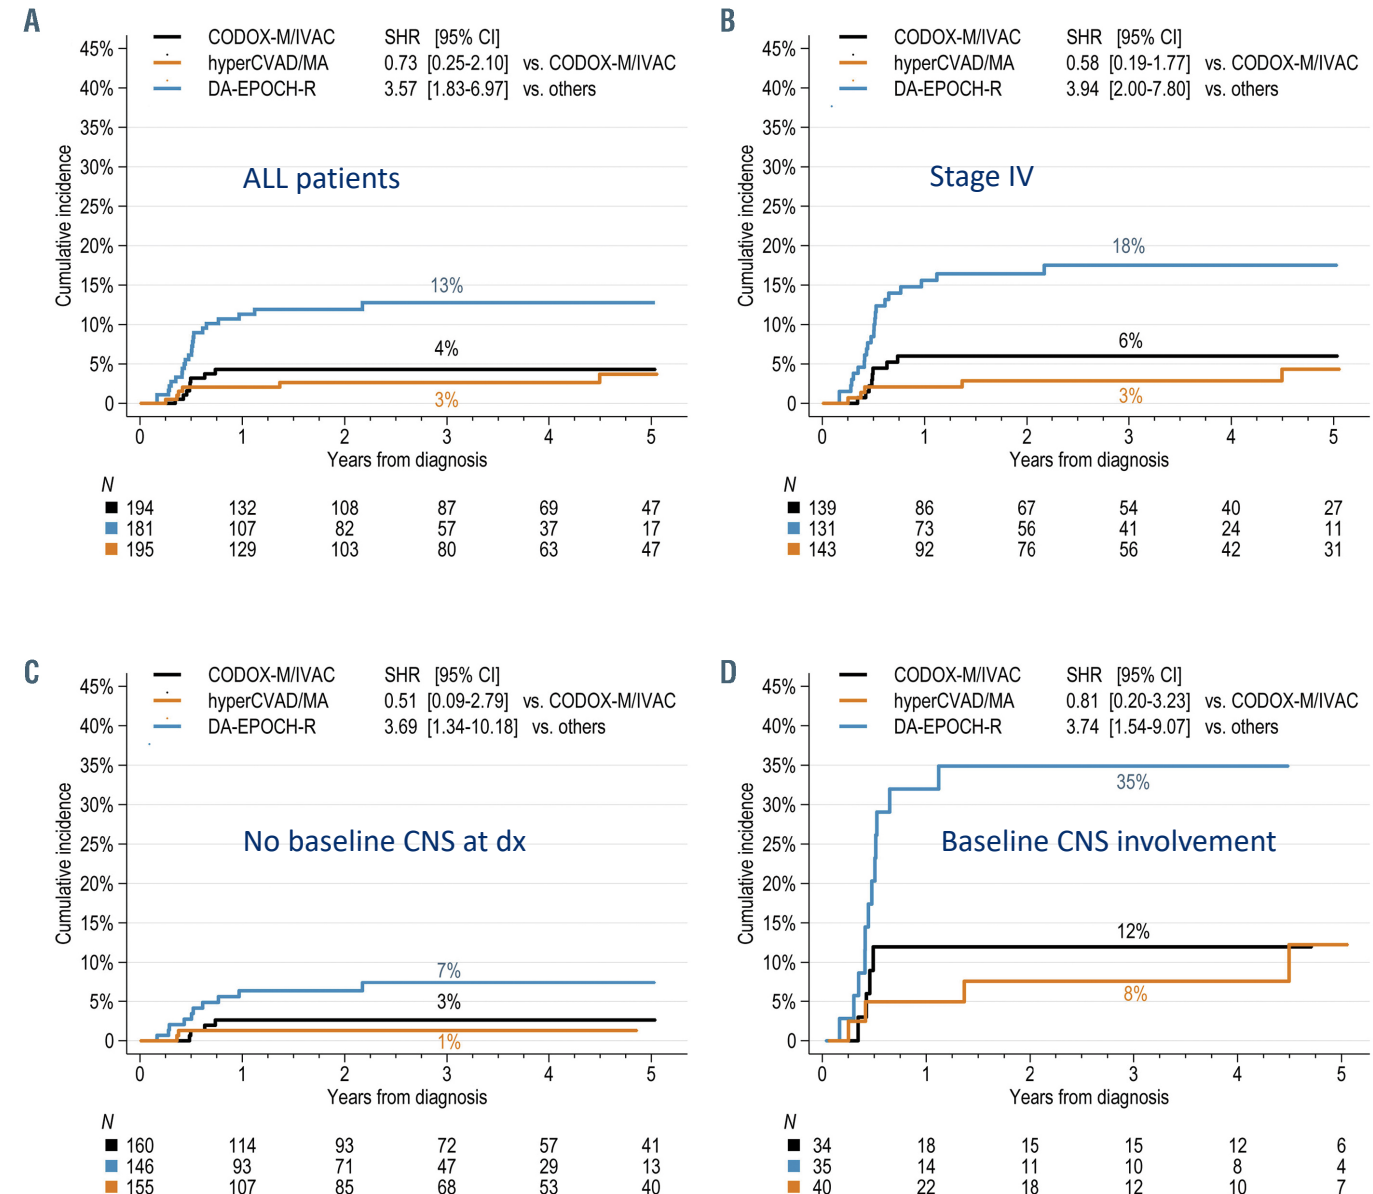 A
CODOX-M/IVAC SHR [95% CI]
hyperCVAD/MA 0.73 [0.25-2.10] vs. CODOX-M/IVAC
DA-EPOCH-R 3.57 [1.83-6.97] vs. others
45%
40%
35%
30%
25%
20%
15%
10%
5%
0
Cumulative incidence
ALL patients
13%
4%
3%
0 1 2 3 4 5
Years from diagnosis
N
194 132 108 87 69 47
181 107 82 57 37 17
195 129 103 80 63 47
B
CODOX-M/IVAC SHR [95% CI]
hyperCVAD/MA 0.58 [0.19-1.77] vs. CODOX-M/IVAC
DA-EPOCH-R 3.94 [2.00-7.80] vs. others
45%
40%
35%
30%
25%
20%
15%
10%
5%
0
Cumulative incidence
Stage IV
18%
6%
3%
0 1 2 3 4 5
Years from diagnosis
N
139 86 67 54 40 27
131 73 56 41 24 11
143 92 76 56 42 31
C
CODOX-M/IVAC SHR [95% CI]
hyperCVAD/MA 0.51 [0.09-2.79] vs. CODOX-M/IVAC
DA-EPOCH-R 3.69 [1.34-10.18] vs. others
45%
40%
35%
30%
25%
20%
15%
10%
5%
0
Cumulative incidence
No baseline CNS at dx
7%
3%
1%
0 1 2 3 4 5
Years from diagnosis
N
160 114 93 72 57 41
146 93 71 47 29 13
155 107 85 68 53 40
D
CODOX-M/IVAC SHR [95% CI]
hyperCVAD/MA 0.81 [0.20-3.23] vs. CODOX-M/IVAC
DA-EPOCH-R 3.74 [1.54-9.07] vs. others
45%
40%
35%
30%
25%
20%
15%
10%
5%
0
Cumulative incidence
35%
Baseline CNS involvement
12%
8%
0 1 2 3 4 5
Years from diagnosis
N
34 18 15 15 12 6
35 14 11 10 8 4
40 22 18 12 10 7